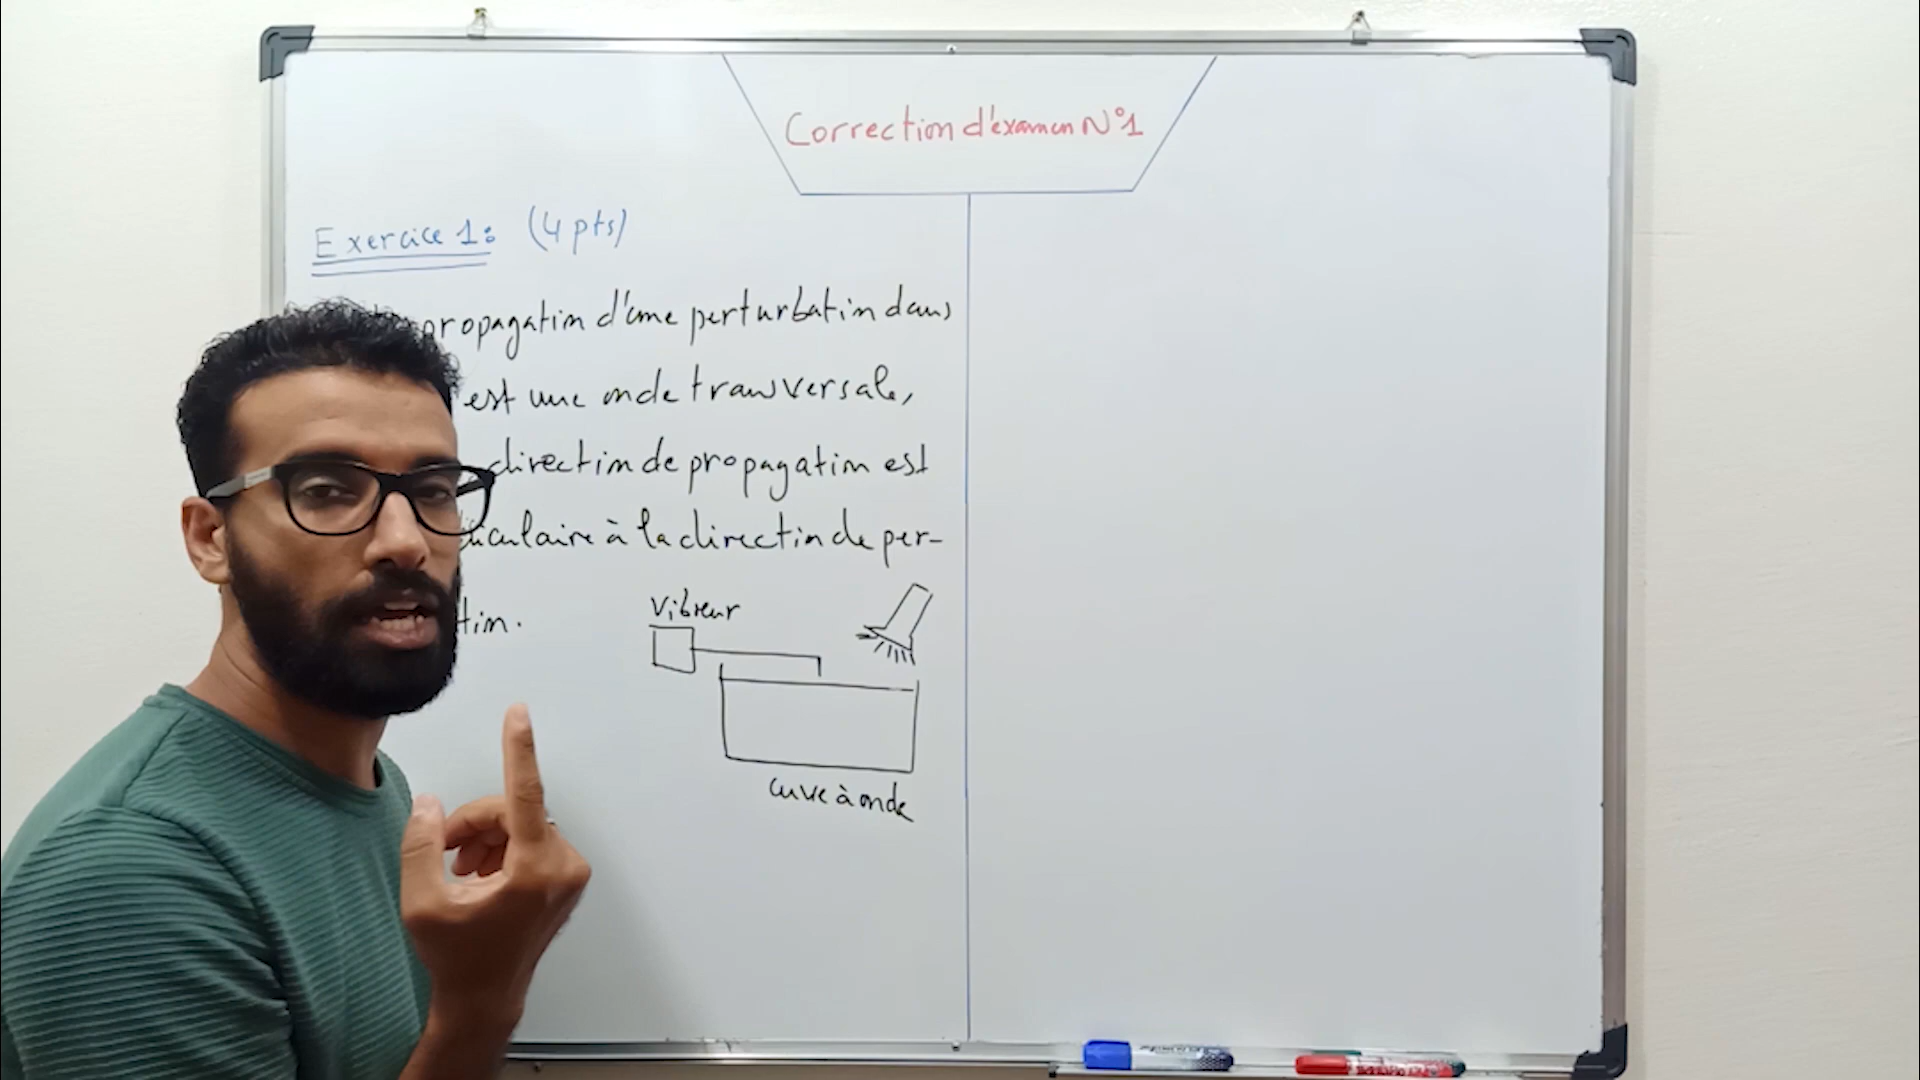 Correction d'examen N°1
Exercice 1: (4 pts)
propagation d'une perturbation dans
est une onde transversale,
direction de propagation est
culaire à la direction de per-
tion.
Vibreur
cuve à onde